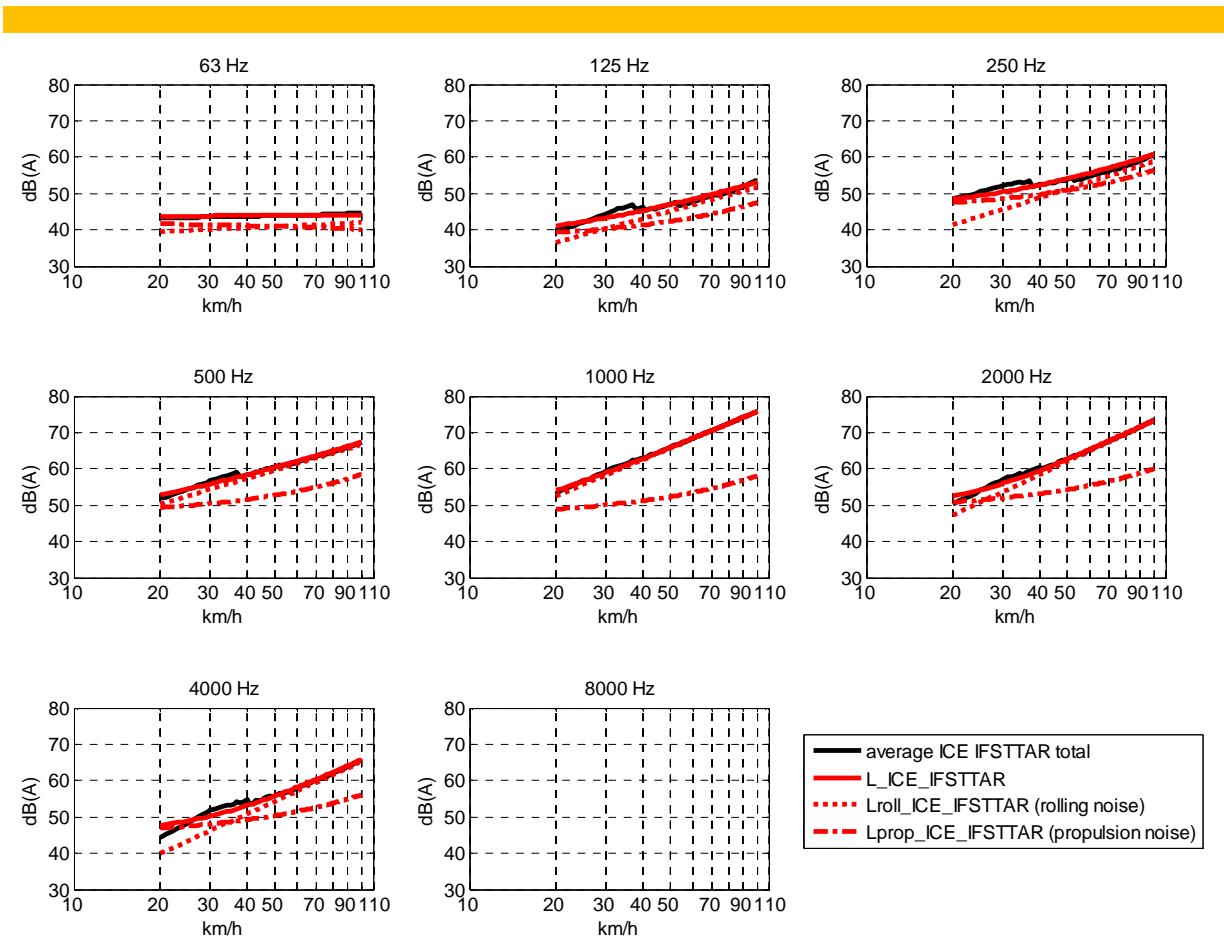 63 Hz
80
70
60
50
40
30
dB(A)
10 20 30 40 50 70 90 110
km/h
125 Hz
80
70
60
50
40
30
dB(A)
10 20 30 40 50 70 90 110
km/h
250 Hz
80
70
60
50
40
30
dB(A)
10 20 30 40 50 70 90 110
km/h
500 Hz
80
70
60
50
40
30
dB(A)
10 20 30 40 50 70 90 110
km/h
1000 Hz
80
70
60
50
40
30
dB(A)
10 20 30 40 50 70 90 110
km/h
2000 Hz
80
70
60
50
40
30
dB(A)
10 20 30 40 50 70 90 110
km/h
4000 Hz
80
70
60
50
40
30
dB(A)
10 20 30 40 50 70 90 110
km/h
8000 Hz
80
70
60
50
40
30
dB(A)
10 20 30 40 50 70 90 110
km/h
average ICE IFSTTAR total
L_ICE_IFSTTAR
Lroll_ICE_IFSTTAR (rolling noise)
Lprop_ICE_IFSTTAR (propulsion noise)